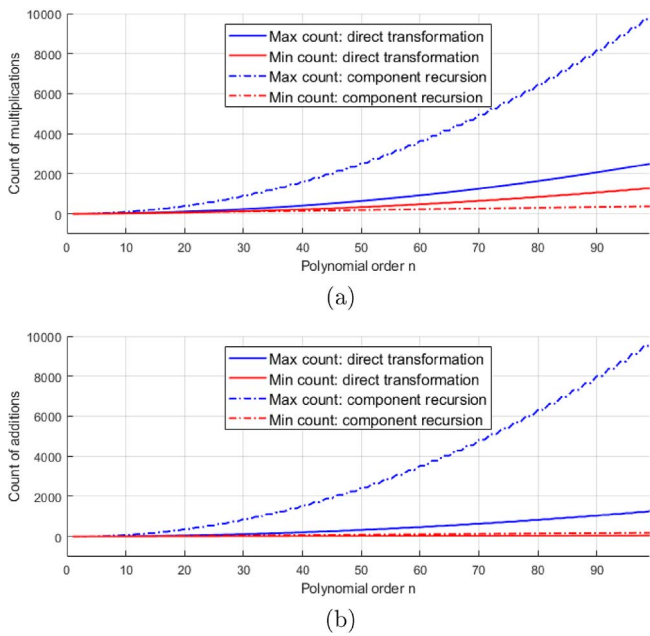 10000
8000
6000
4000
2000
0
Count of multiplications
Max count: direct transformation
Min count: direct transformation
Max count: component recursion
Min count: component recursion
0 10 20 30 40 50 60 70 80 90
Polynomial order n
(a)
10000
8000
6000
4000
2000
0
Count of additions
Max count: direct transformation
Min count: direct transformation
Max count: component recursion
Min count: component recursion
0 10 20 30 40 50 60 70 80 90
Polynomial order n
(b)